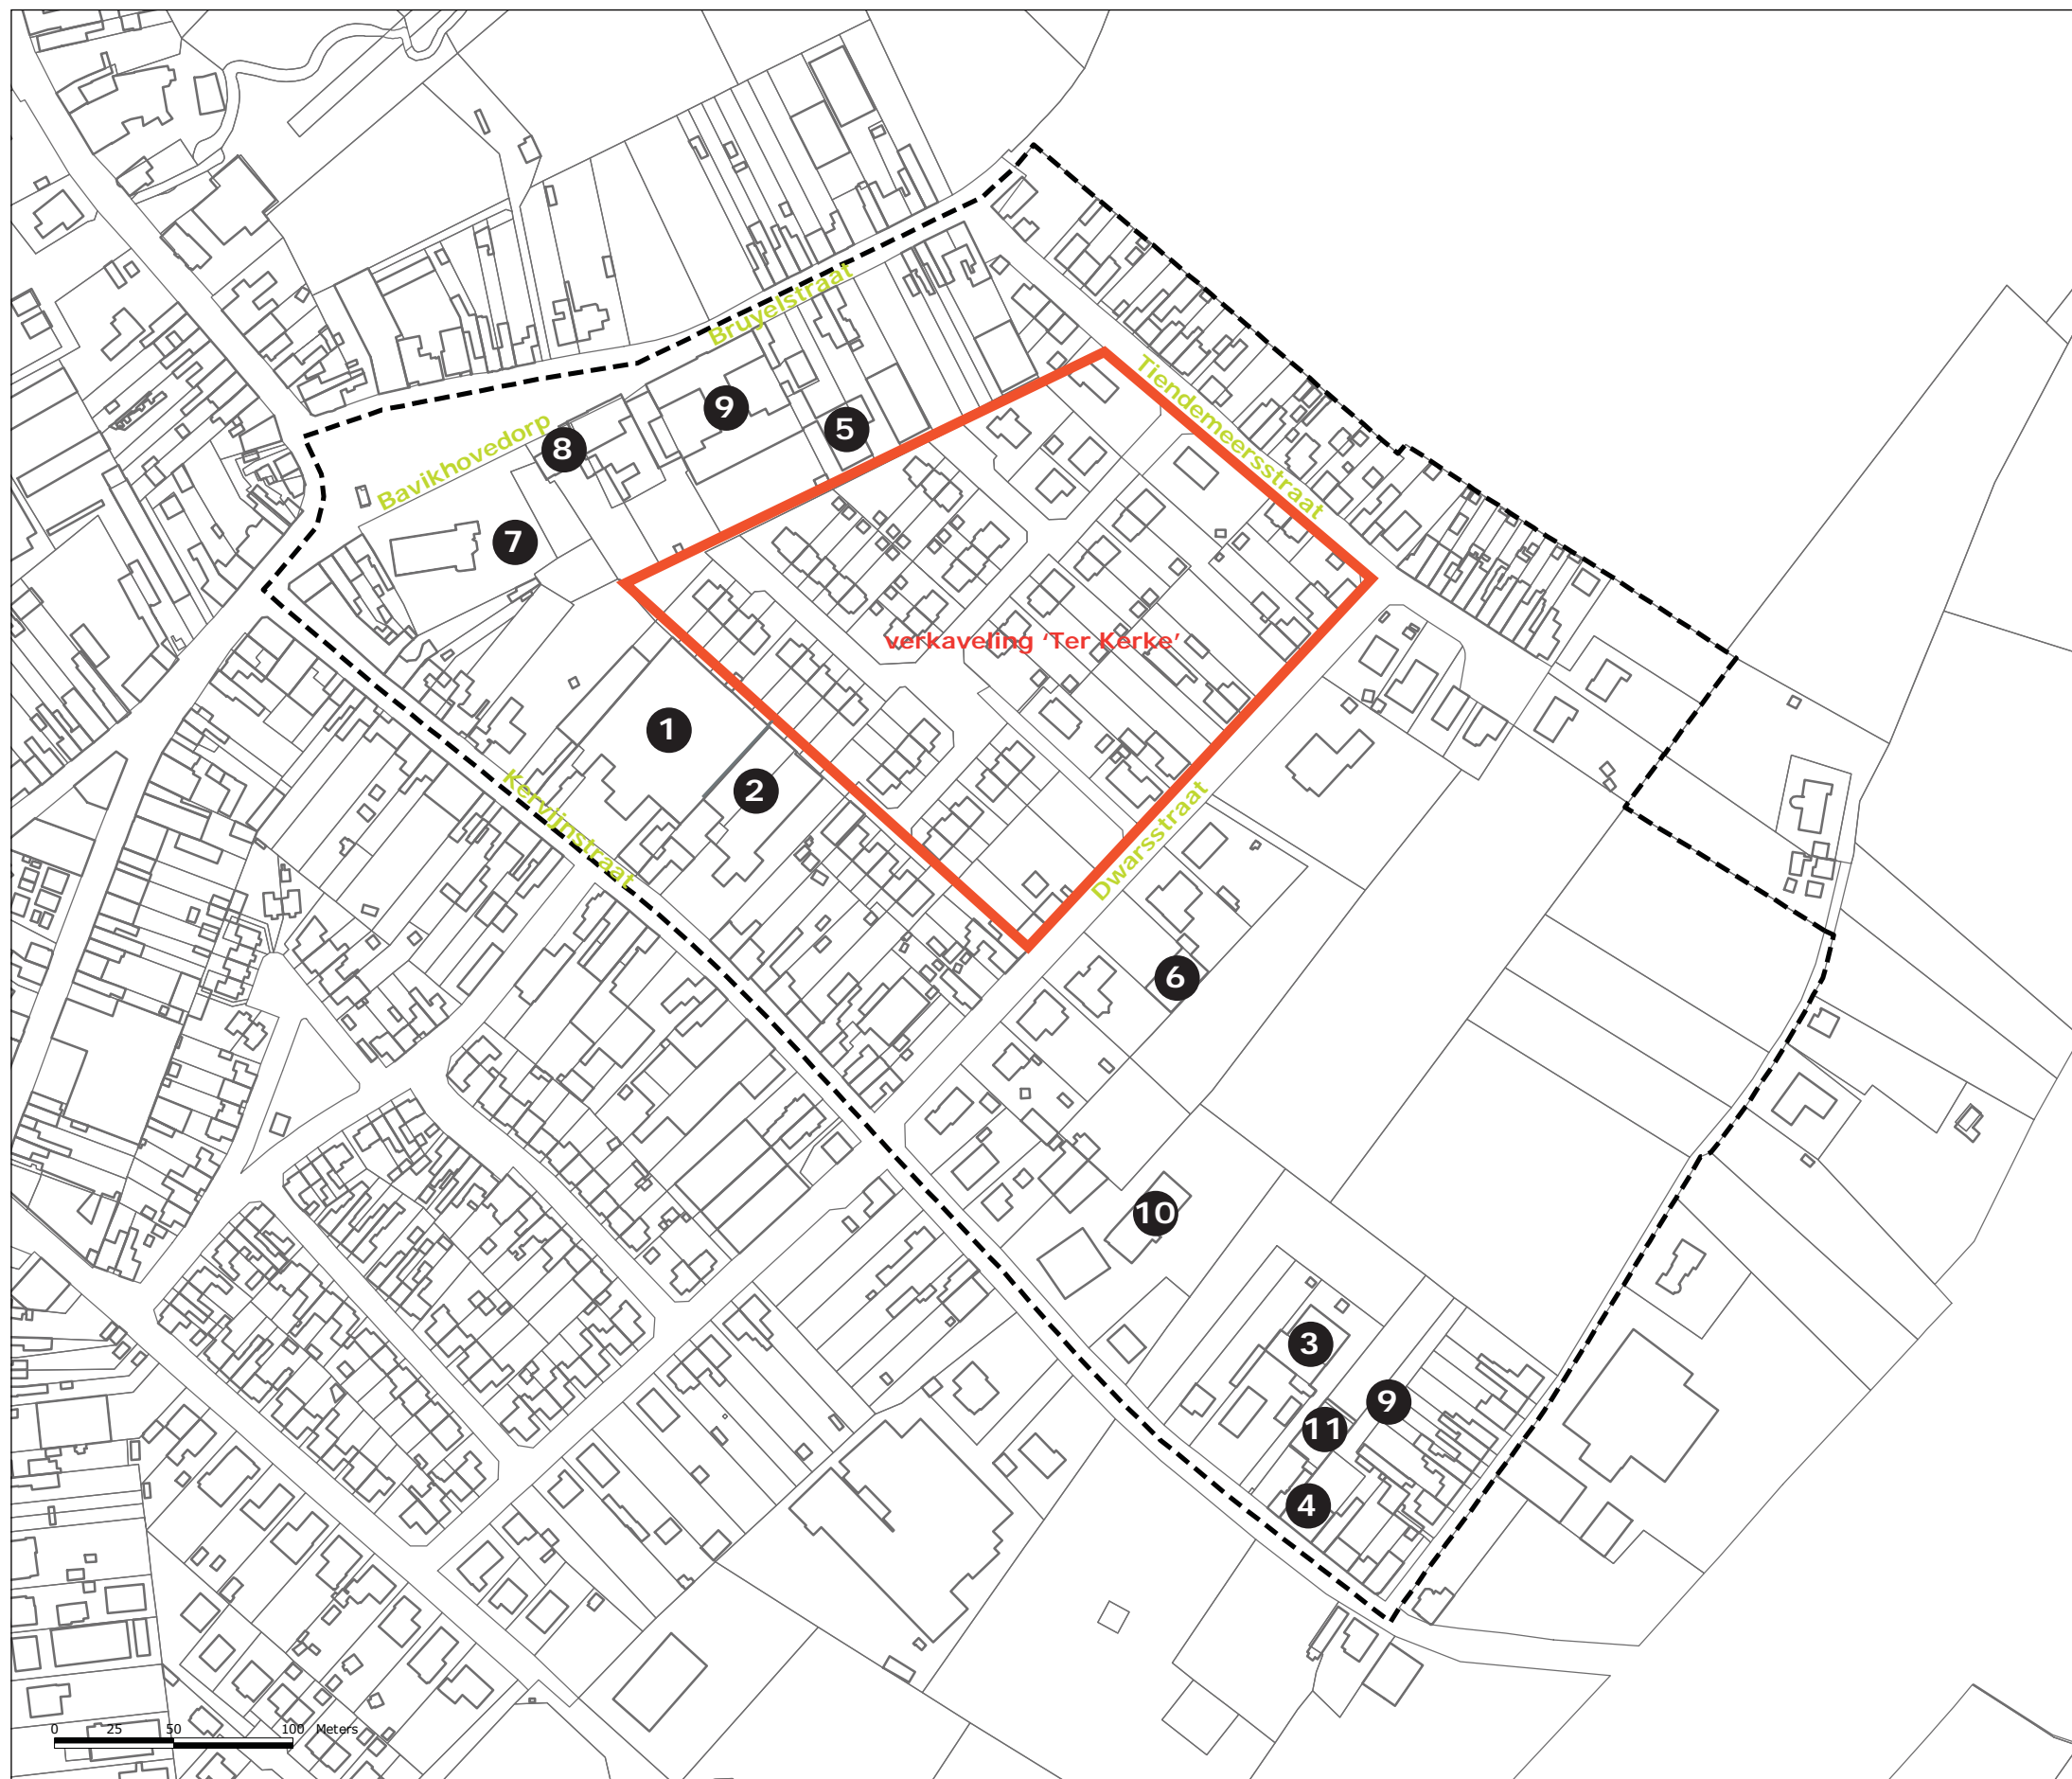 Bruyelstraat
Tiendemeersstraat
9
5
8
Bavikhovedorp
7
verkaveling ‘Ter Kerke’
1
2
Kervijnstraat
Dwarsstraat
6
10
3
9
11
4
0 25 50 100 Meters